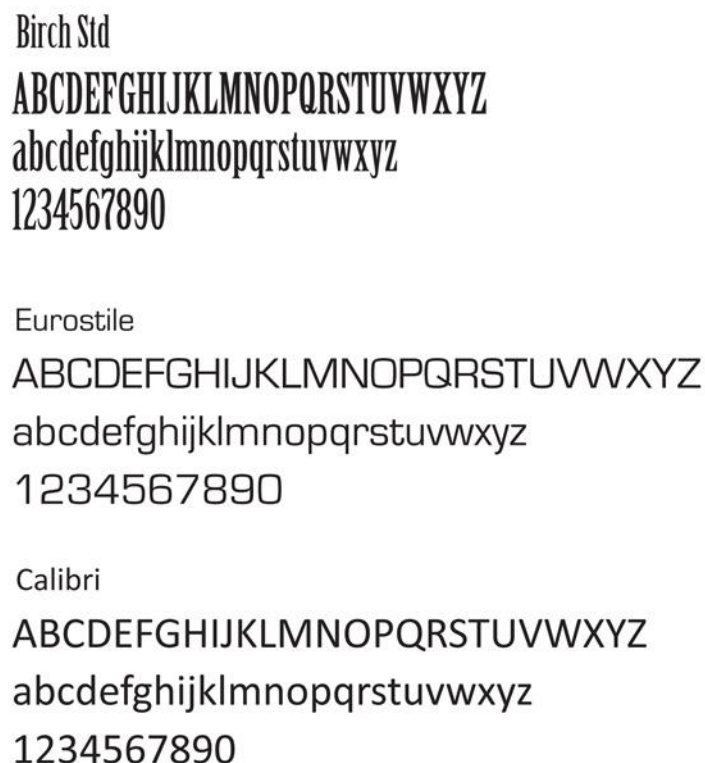 Birch Std
ABCDEFGHIJKLMNOPQRSTUVWXYZ
abcdefghijklmnopqrstuvwxyz
1234567890
Eurostile
ABCDEFGHIJKLMNOPQRSTUVWXYZ
abcdefghijklmnopqrstuvwxyz
1234567890
Calibri
ABCDEFGHIJKLMNOPQRSTUVWXYZ
abcdefghijklmnopqrstuvwxyz
1234567890